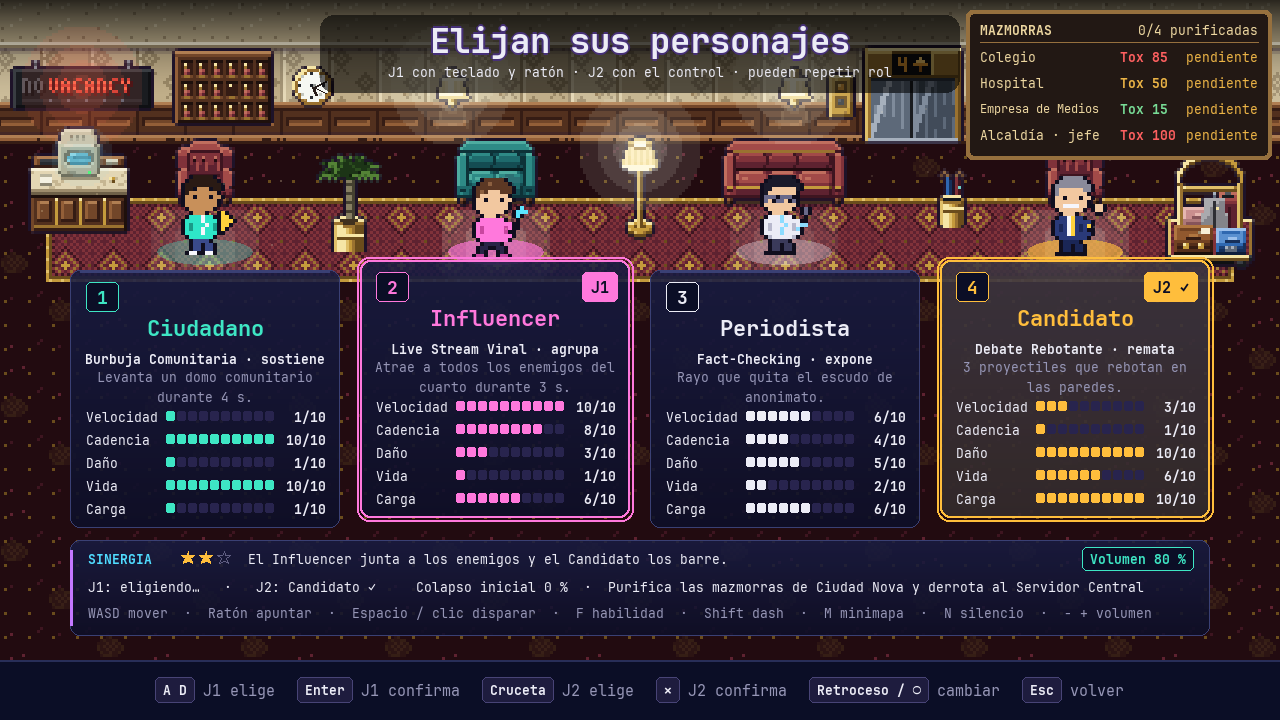 Elijan sus personajes
J1 con teclado y ratón · J2 con el control · pueden repetir rol
MAZMORRAS 0/4 purificadas
Colegio Tox 85 pendiente
Hospital Tox 50 pendiente
Empresa de Medios Tox 15 pendiente
Alcaldía · jefe Tox 100 pendiente
NO VACANCY
4
1
Ciudadano
Burbuja Comunitaria · sostiene
Levanta un domo comunitario
durante 4 s.
Velocidad 1/10
Cadencia 10/10
Daño 1/10
Vida 10/10
Carga 1/10
2 J1
Influencer
Live Stream Viral · agrupa
Atrae a todos los enemigos del
cuarto durante 3 s.
Velocidad 10/10
Cadencia 8/10
Daño 3/10
Vida 1/10
Carga 6/10
3
Periodista
Fact-Checking · expone
Rayo que quita el escudo de
anonimato.
Velocidad 6/10
Cadencia 4/10
Daño 5/10
Vida 2/10
Carga 6/10
4 J2 ✓
Candidato
Debate Rebotante · remata
3 proyectiles que rebotan en
las paredes.
Velocidad 3/10
Cadencia 1/10
Daño 10/10
Vida 6/10
Carga 10/10
SINERGIA ★★☆ El Influencer junta a los enemigos y el Candidato los barre. Volumen 80 %
J1: eligiendo… · J2: Candidato ✓ Colapso inicial 0 % · Purifica las mazmorras de Ciudad Nova y derrota al Servidor Central
WASD mover · Ratón apuntar · Espacio / clic disparar · F habilidad · Shift dash · M minimapa · N silencio · - + volumen
A D J1 elige Enter J1 confirma Cruceta J2 elige × J2 confirma Retroceso / ○ cambiar Esc volver